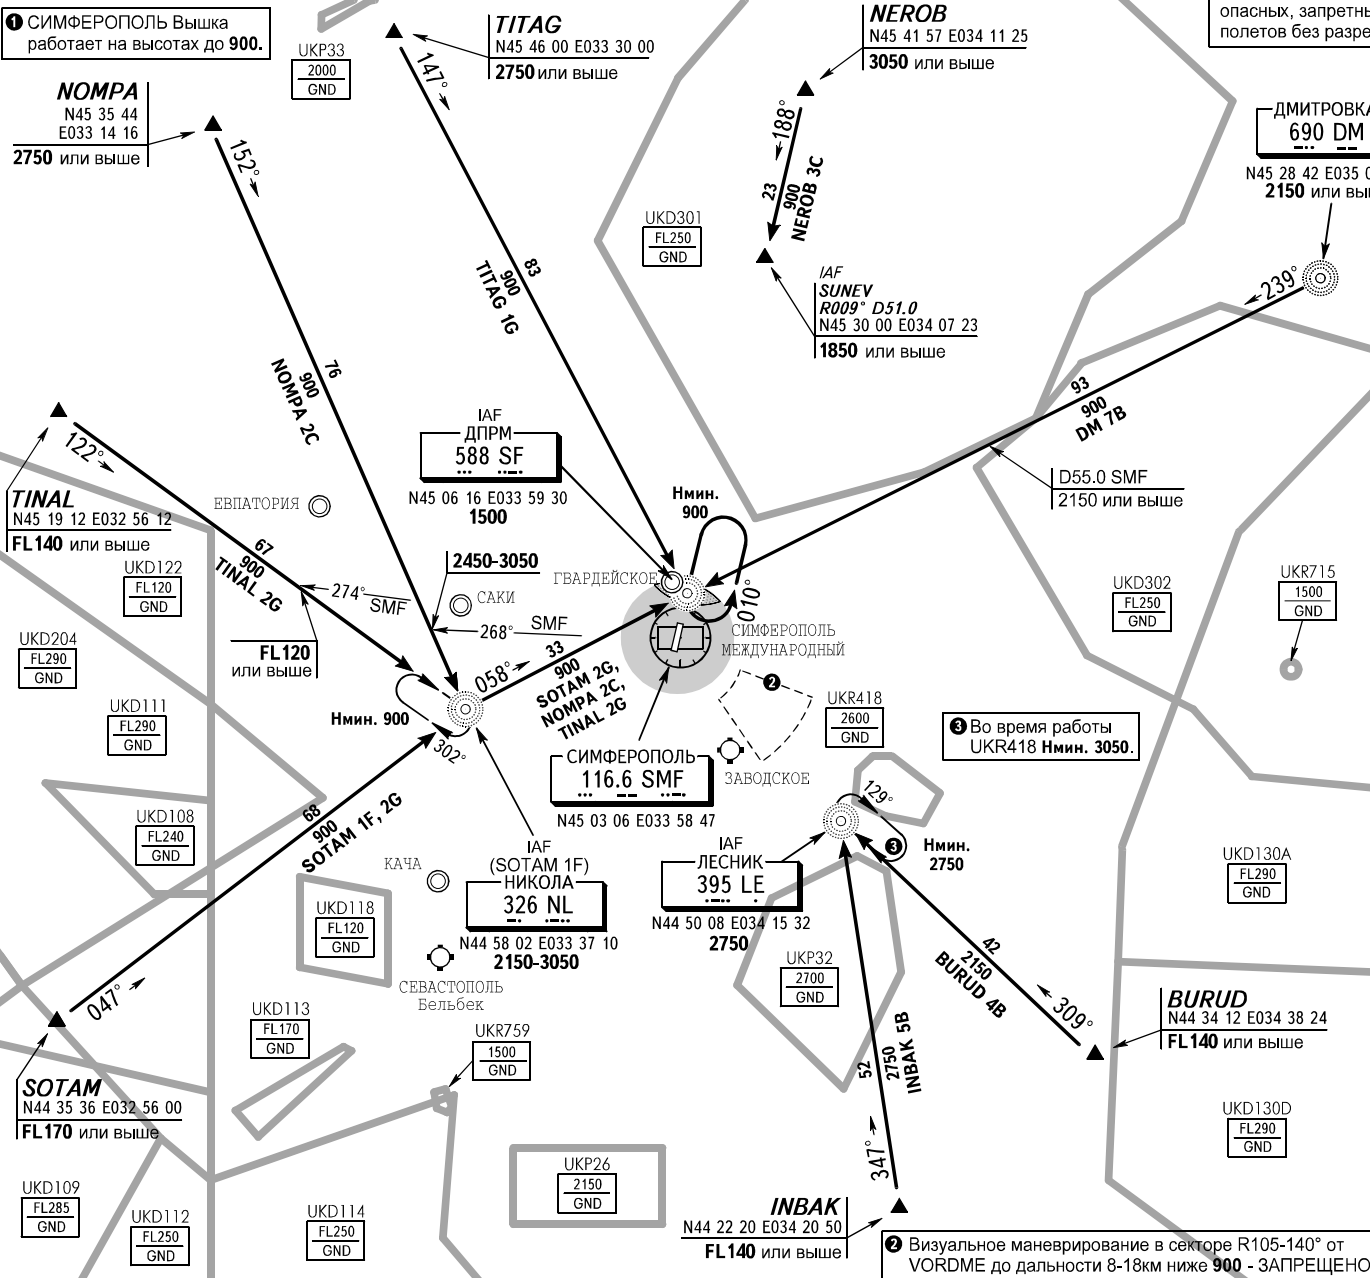 ❶ СИМФЕРОПОЛЬ Вышка
работает на высотах до 900.
TITAG
N45 46 00 E033 30 00
2750 или выше
NEROB
N45 41 57 E034 11 25
3050 или выше
опасных, запретны
полетов без разре
UKP33
2000
GND
NOMPA
N45 35 44
E033 14 16
2750 или выше
147°
152°
188°
23
900
NEROB 3C
ДМИТРОВКА
690 DM
N45 28 42 E035 0
2150 или вы
UKD301
FL250
GND
IAF
SUNEV
R009° D51.0
N45 30 00 E034 07 23
1850 или выше
239°
83
900
TITAG 1G
76
900
NOMPA 2C
93
900
DM 7B
122°
TINAL
N45 19 12 E032 56 12
FL140 или выше
ЕВПАТОРИЯ
IAF
ДПРМ
588 SF
N45 06 16 E033 59 30
1500
Нмин.
900
D55.0 SMF
2150 или выше
67
900
TINAL 2G
2450-3050
UKD122
FL120
GND
274°
SMF
САКИ
ГВАРДЕЙСКОЕ
010°
UKD302
FL250
GND
UKR715
1500
GND
UKD204
FL290
GND
FL120
или выше
268°
SMF
СИМФЕРОПОЛЬ
МЕЖДУНАРОДНЫЙ
058°
33
900
SOTAM 2G,
NOMPA 2C,
TINAL 2G
❷
UKD111
FL290
GND
Нмин. 900
302°
UKR418
2600
GND
❸ Во время работы
UKR418 Нмин. 3050.
СИМФЕРОПОЛЬ
116.6 SMF
N45 03 06 E033 58 47
ЗАВОДСКОЕ
129°
UKD108
FL240
GND
68
900
SOTAM 1F, 2G
КАЧА
IAF
(SOTAM 1F)
НИКОЛА
326 NL
N44 58 02 E033 37 10
2150-3050
IAF
ЛЕСНИК
395 LE
N44 50 08 E034 15 32
2750
❸
Нмин.
2750
UKD130A
FL290
GND
UKD118
FL120
GND
СЕВАСТОПОЛЬ
Бельбек
UKP32
2700
GND
42
2150
BURUD 4B
047°
UKD113
FL170
GND
UKR759
1500
GND
309°
BURUD
N44 34 12 E034 38 24
FL140 или выше
52
2750
INBAK 5B
SOTAM
N44 35 36 E032 56 00
FL170 или выше
UKD130D
FL290
GND
347°
UKP26
2150
GND
UKD109
FL285
GND
UKD112
FL250
GND
UKD114
FL250
GND
INBAK
N44 22 20 E034 20 50
FL140 или выше
❷ Визуальное маневрирование в секторе R105-140° от
VORDME до дальности 8-18км ниже 900 - ЗАПРЕЩЕНО